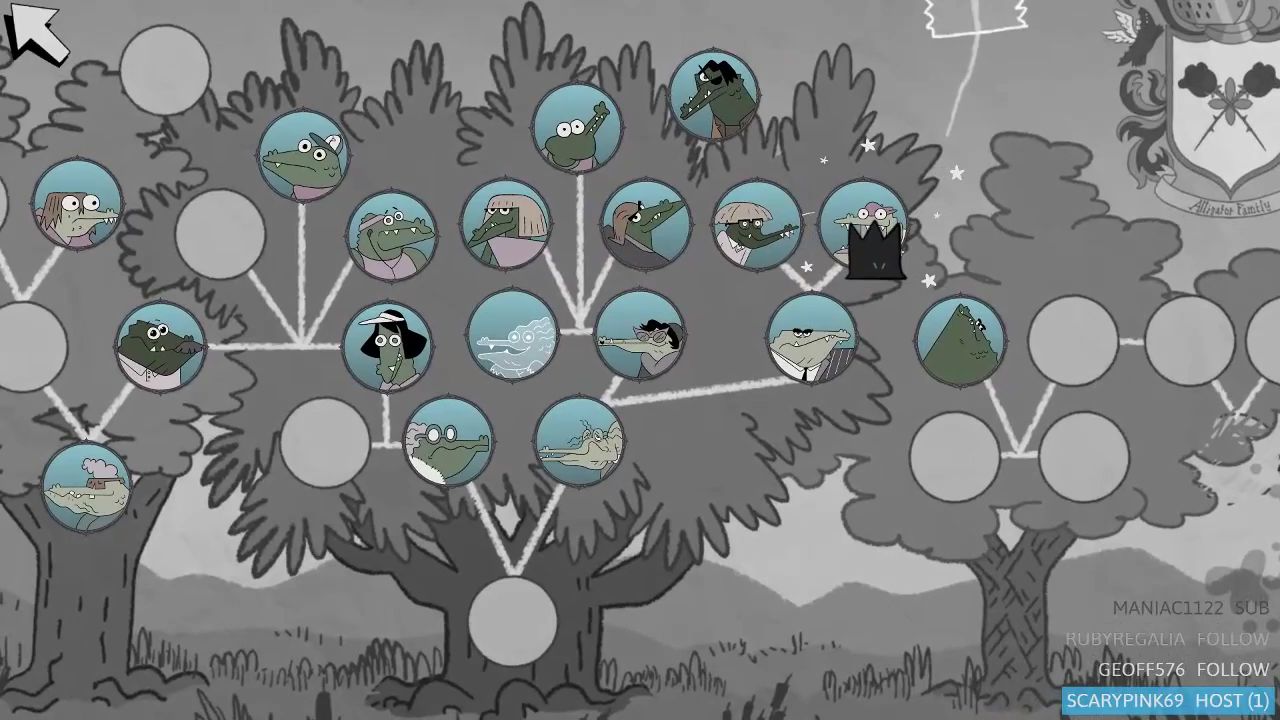 Alligator Family
MANIAC1122 SUB
RUBYREGALIA FOLLOW
GEOFF576 FOLLOW
SCARYPINK69 HOST (1)